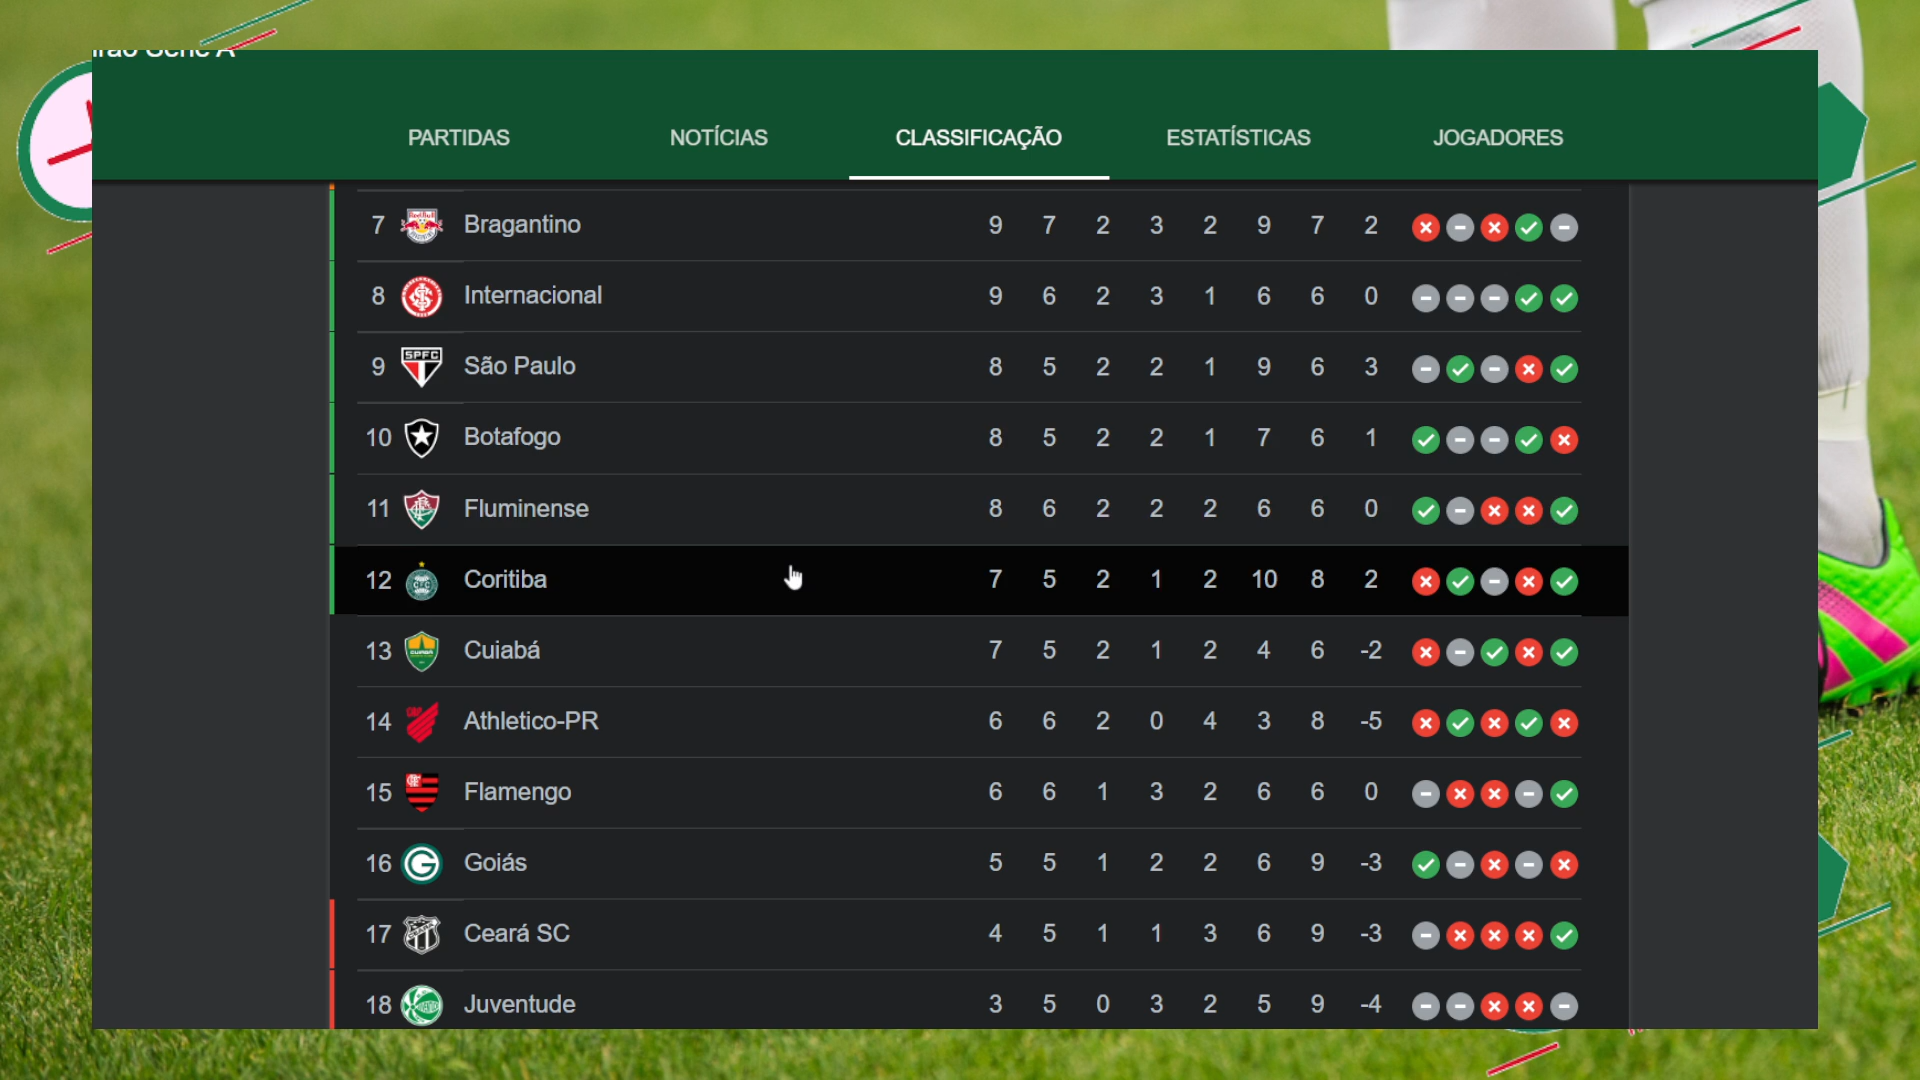 PARTIDAS NOTÍCIAS CLASSIFICAÇÃO ESTATÍSTICAS JOGADORES
7 Bragantino 9 7 2 3 2 9 7 2
8 Internacional 9 6 2 3 1 6 6 0
9 São Paulo 8 5 2 2 1 9 6 3
10 Botafogo 8 5 2 2 1 7 6 1
11 Fluminense 8 6 2 2 2 6 6 0
12 Coritiba 7 5 2 1 2 10 8 2
13 Cuiabá 7 5 2 1 2 4 6 -2
14 Athletico-PR 6 6 2 0 4 3 8 -5
15 Flamengo 6 6 1 3 2 6 6 0
16 Goiás 5 5 1 2 2 6 9 -3
17 Ceará SC 4 5 1 1 3 6 9 -3
18 Juventude 3 5 0 3 2 5 9 -4